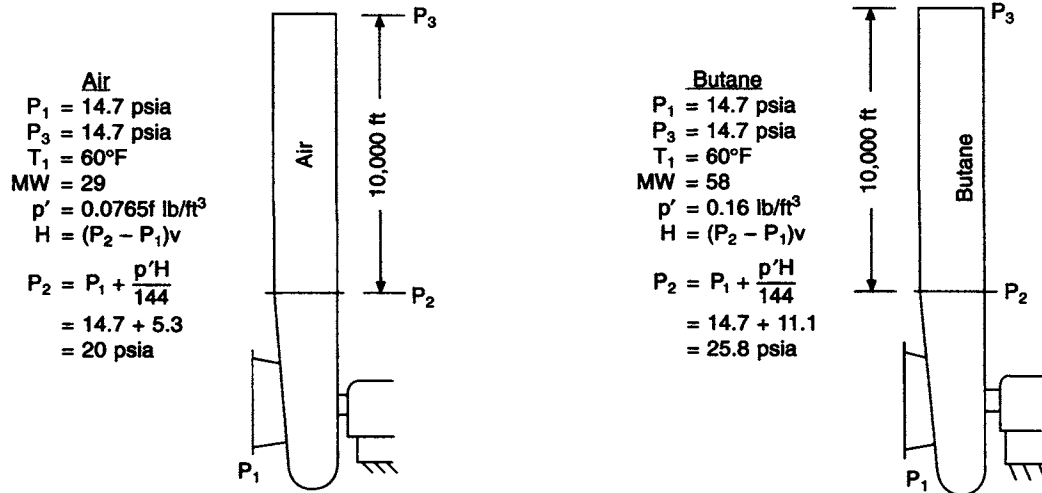 Air
P₁ = 14.7 psia
P₃ = 14.7 psia
T₁ = 60°F
MW = 29
p′ = 0.0765f lb/ft³
H = (P₂ − P₁)v
P₂ = P₁ + p′H/144
= 14.7 + 5.3
= 20 psia
P₃
Air
10,000 ft
P₂
P₁
Butane
P₁ = 14.7 psia
P₃ = 14.7 psia
T₁ = 60°F
MW = 58
p′ = 0.16 lb/ft³
H = (P₂ − P₁)v
P₂ = P₁ + p′H/144
= 14.7 + 11.1
= 25.8 psia
10,000 ft
Butane
P₃
P₂
P₁